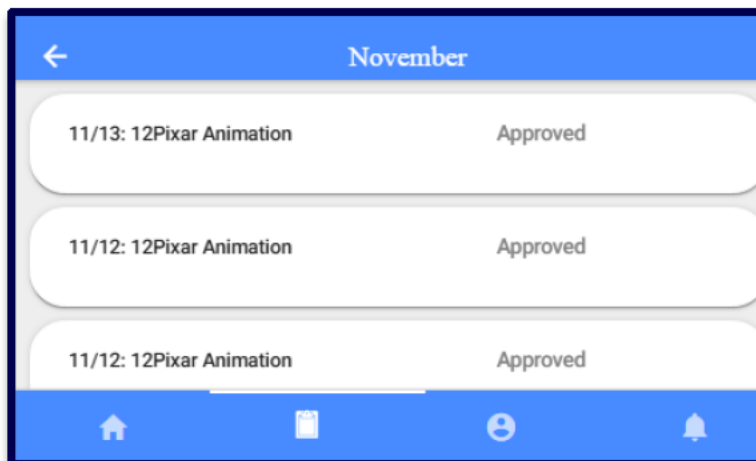 November
11/13: 12Pixar Animation Approved
11/12: 12Pixar Animation Approved
11/12: 12Pixar Animation Approved